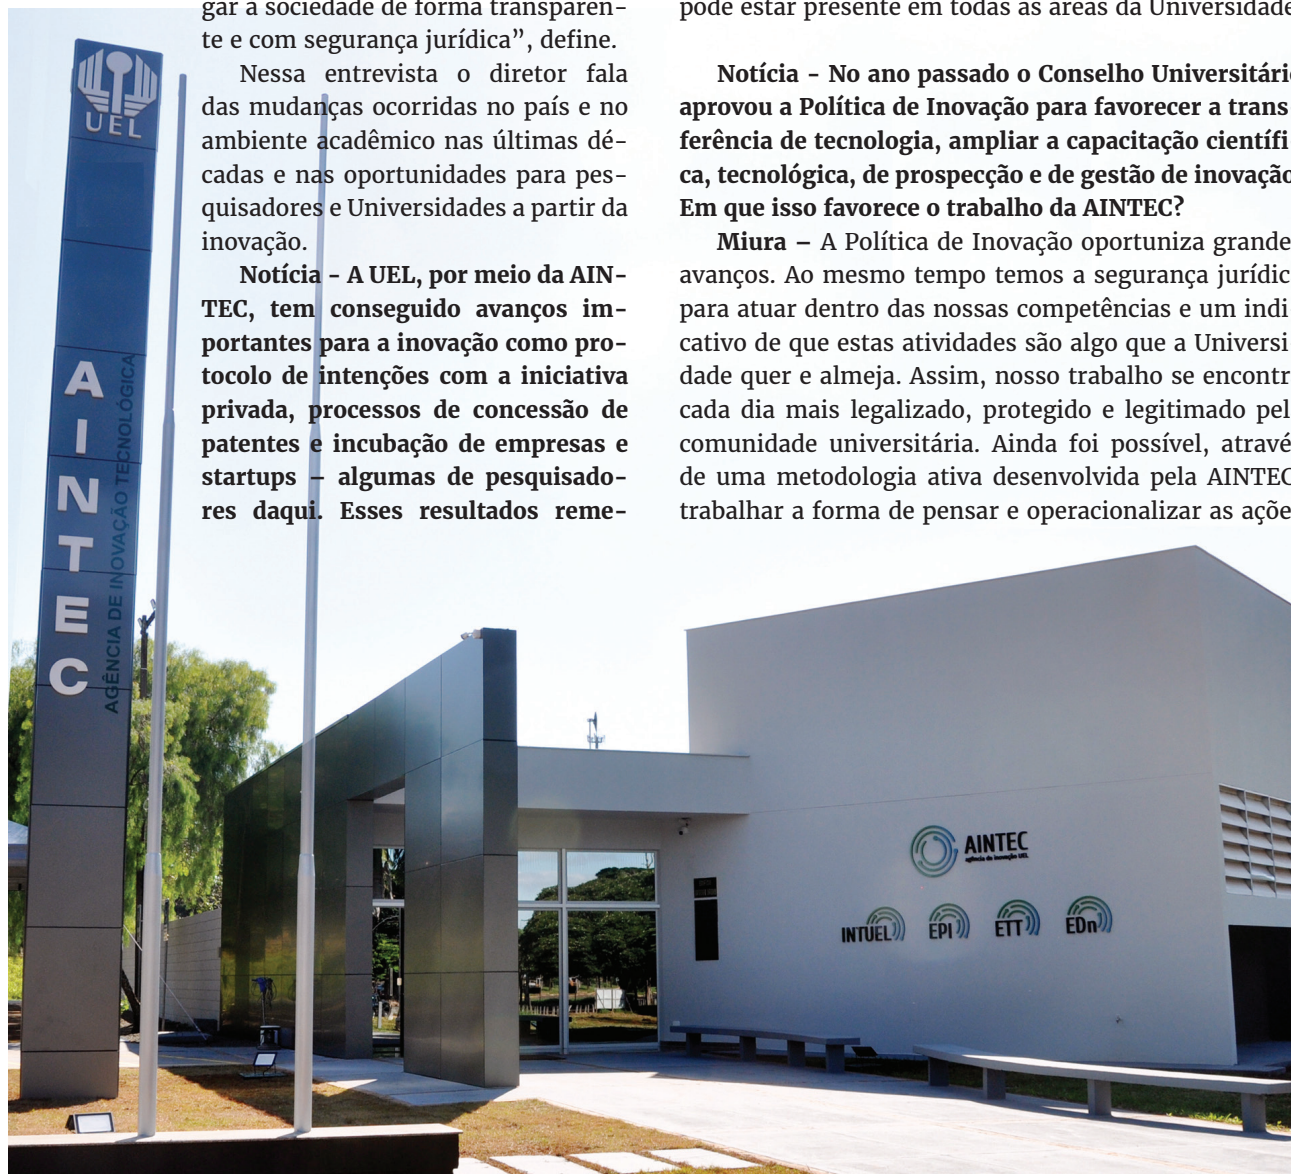 gar à sociedade de forma transparen-
te e com segurança jurídica”, define.
Nessa entrevista o diretor fala
das mudanças ocorridas no país e no
ambiente acadêmico nas últimas dé-
cadas e nas oportunidades para pes-
quisadores e Universidades a partir da
inovação.
Notícia - A UEL, por meio da AIN-
TEC, tem conseguido avanços im-
portantes para a inovação como pro-
tocolo de intenções com a iniciativa
privada, processos de concessão de
patentes e incubação de empresas e
startups – algumas de pesquisado-
res daqui. Esses resultados reme-
pode estar presente em todas as áreas da Universidade
Notícia - No ano passado o Conselho Universitári
aprovou a Política de Inovação para favorecer a trans
ferência de tecnologia, ampliar a capacitação científi
ca, tecnológica, de prospecção e de gestão de inovação
Em que isso favorece o trabalho da AINTEC?
Miura – A Política de Inovação oportuniza grande
avanços. Ao mesmo tempo temos a segurança jurídic
para atuar dentro das nossas competências e um indi
cativo de que estas atividades são algo que a Universi
dade quer e almeja. Assim, nosso trabalho se encontr
cada dia mais legalizado, protegido e legitimado pel
comunidade universitária. Ainda foi possível, atravé
de uma metodologia ativa desenvolvida pela AINTEC
trabalhar a forma de pensar e operacionalizar as açõe
UEL
AINTEC
AGÊNCIA DE INOVAÇÃO TECNOLÓGICA
AINTEC
agência de inovação UEL
INTUEL EPI ETT EDn